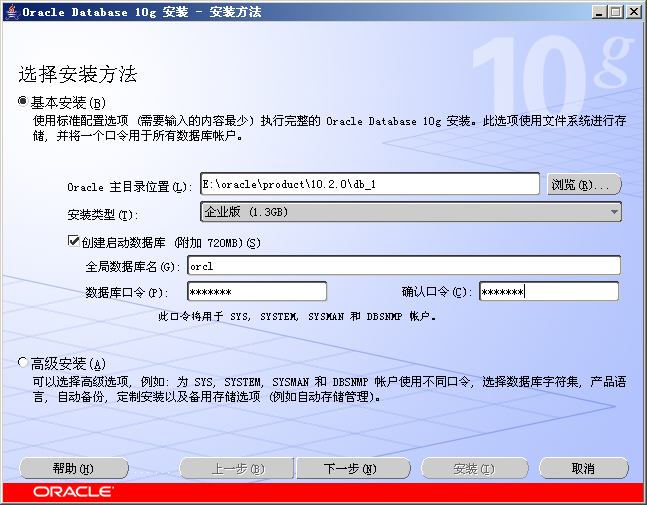 Oracle Database 10g 安装 - 安装方法
10g
选择安装方法
基本安装(B)
使用标准配置选项 (需要输入的内容最少) 执行完整的 Oracle Database 10g 安装。此选项使用文件系统进行存
储, 并将一个口令用于所有数据库帐户。
Oracle 主目录位置(L): E:\oracle\product\10.2.0\db_1 浏览(R)...
安装类型(T): 企业版 (1.3GB)
创建启动数据库 (附加 720MB)(S)
全局数据库名(G): orcl
数据库口令(P): ******* 确认口令(C): *******
此口令将用于 SYS, SYSTEM, SYSMAN 和 DBSNMP 帐户。
高级安装(A)
可以选择高级选项, 例如: 为 SYS, SYSTEM, SYSMAN 和 DBSNMP 帐户使用不同口令, 选择数据库字符集, 产品语
言, 自动备份, 定制安装以及备用存储选项 (例如自动存储管理)。
帮助(H) 上一步(B) 下一步(N) 安装(I) 取消
ORACLE